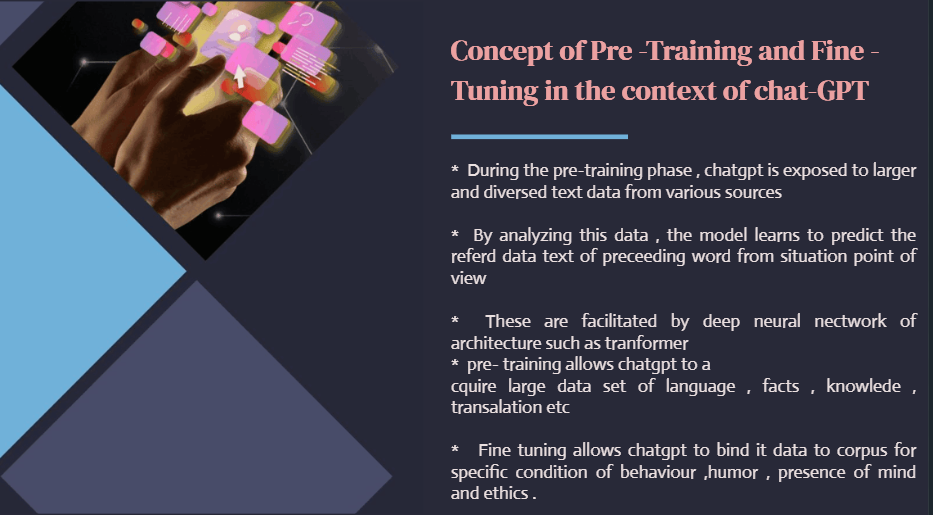 Concept of Pre -Training and Fine -
Tuning in the context of chat-GPT
* During the pre-training phase , chatgpt is exposed to larger
and diversed text data from various sources
* By analyzing this data , the model learns to predict the
referd data text of preceeding word from situation point of
view
* These are facilitated by deep neural nectwork of
architecture such as tranformer
* pre- training allows chatgpt to a
cquire large data set of language , facts , knowlede ,
transalation etc
* Fine tuning allows chatgpt to bind it data to corpus for
specific condition of behaviour ,humor , presence of mind
and ethics .